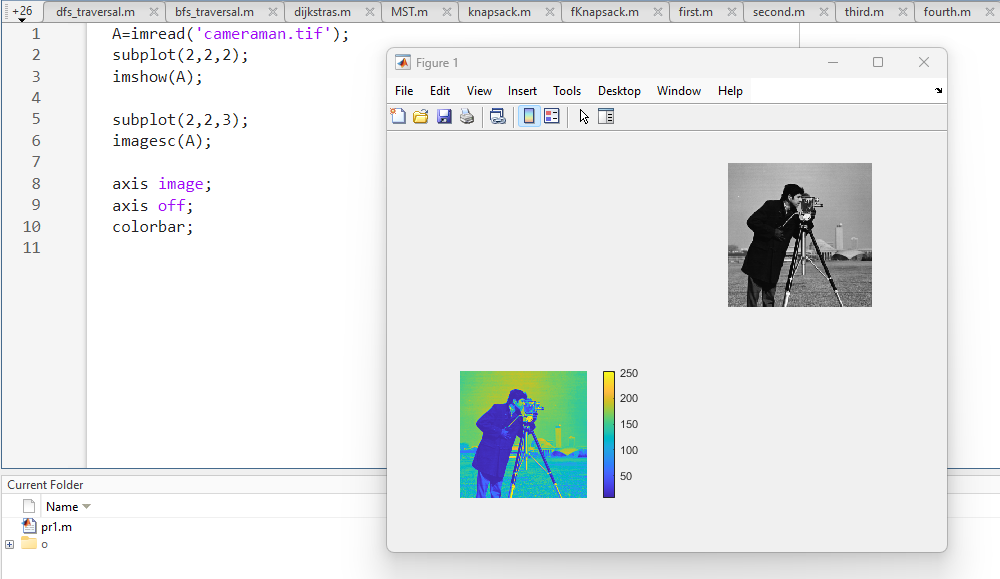 +26 dfs_traversal.m bfs_traversal.m dijkstras.m MST.m knapsack.m fKnapsack.m first.m second.m third.m fourth.m
1 A=imread('cameraman.tif');
2 subplot(2,2,2);
3 imshow(A);
4
5 subplot(2,2,3);
6 imagesc(A);
7
8 axis image;
9 axis off;
10 colorbar;
11
Figure 1
File Edit View Insert Tools Desktop Window Help
250
200
150
100
50
Current Folder
Name
pr1.m
o